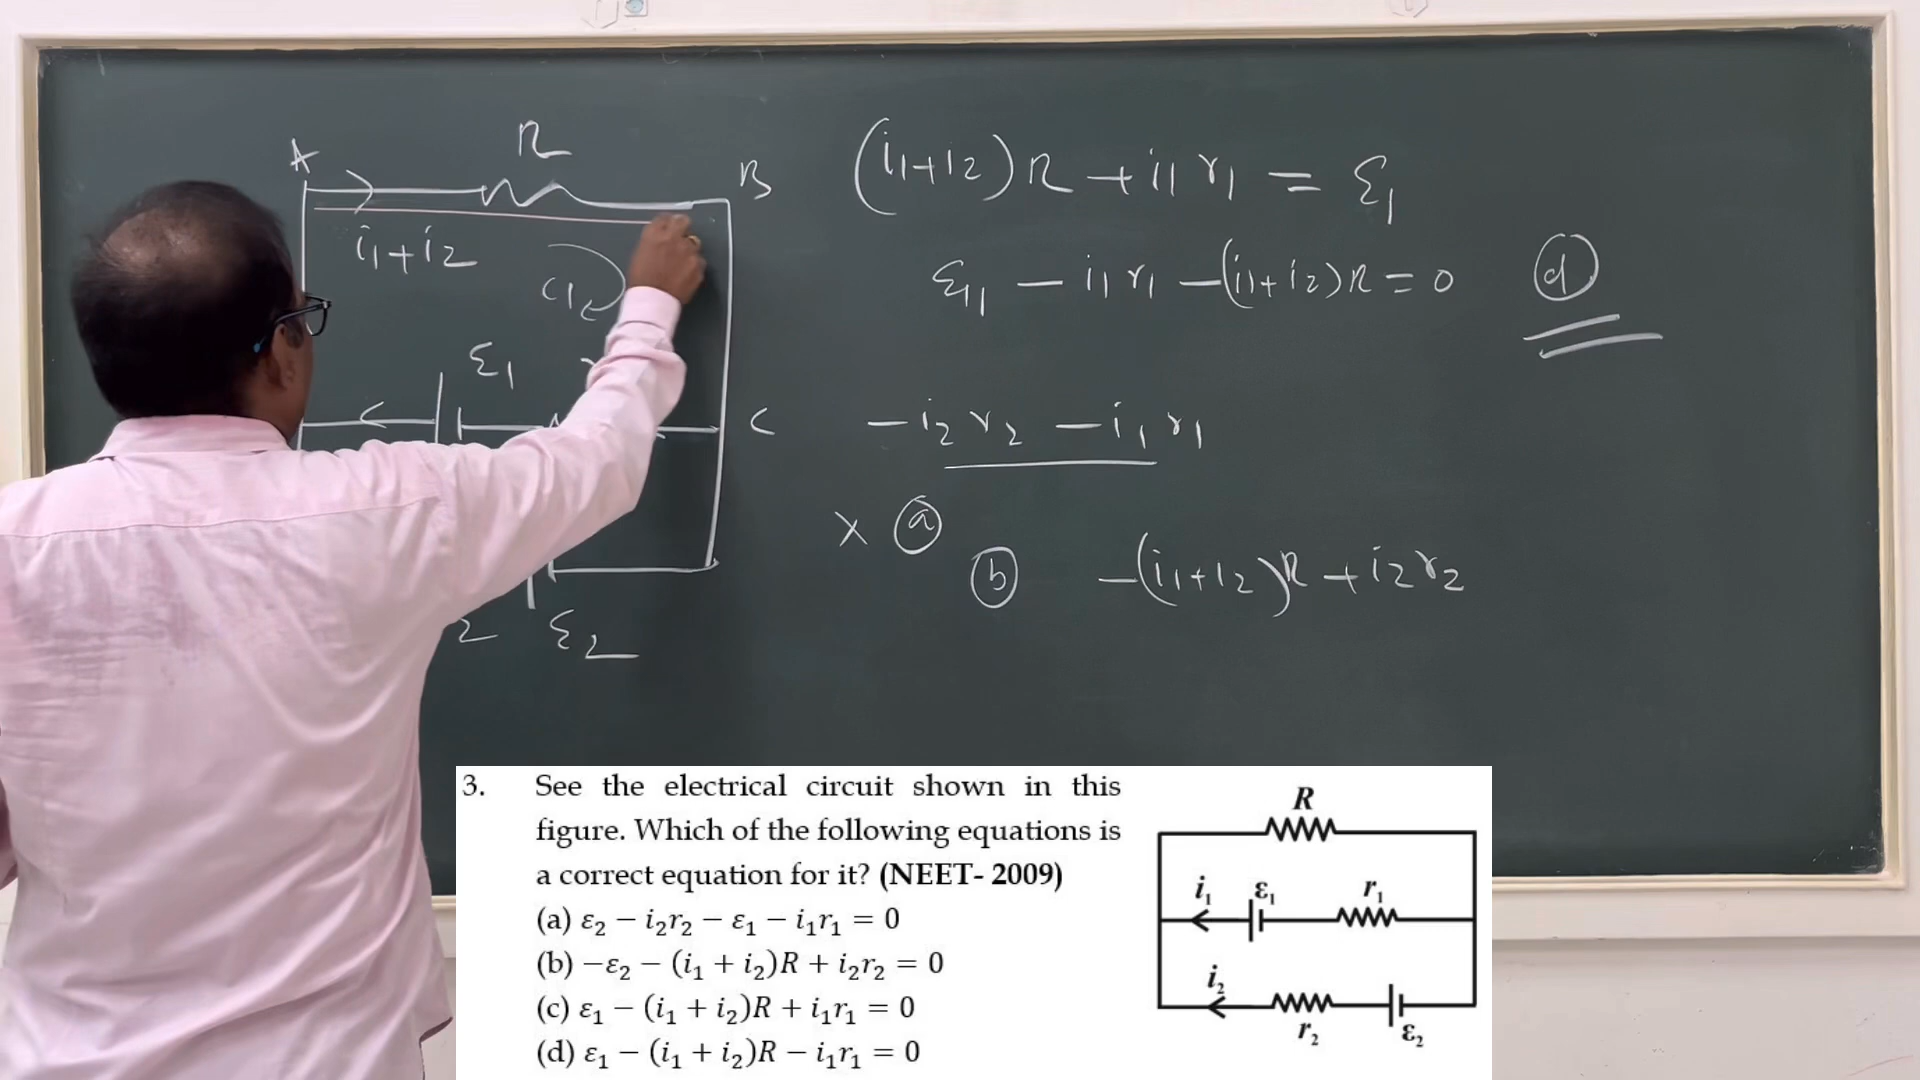 A
R
B
i₁+i₂
C1
ε₁
C
2 ε₂
(i₁+i₂)R + i₁r₁ = ε₁
ε₁₁ − i₁r₁ −(i₁+i₂)R = 0 (d)
− i₂r₂ − i₁r₁
× (a)
(b) −(i₁+i₂)R + i₂r₂
3. See the electrical circuit shown in this
figure. Which of the following equations is
a correct equation for it? (NEET- 2009)
(a) ε₂ − i₂r₂ − ε₁ − i₁r₁ = 0
(b) −ε₂ − (i₁ + i₂)R + i₂r₂ = 0
(c) ε₁ − (i₁ + i₂)R + i₁r₁ = 0
(d) ε₁ − (i₁ + i₂)R − i₁r₁ = 0
R
i₁ ε₁ r₁
i₂
r₂ ε₂